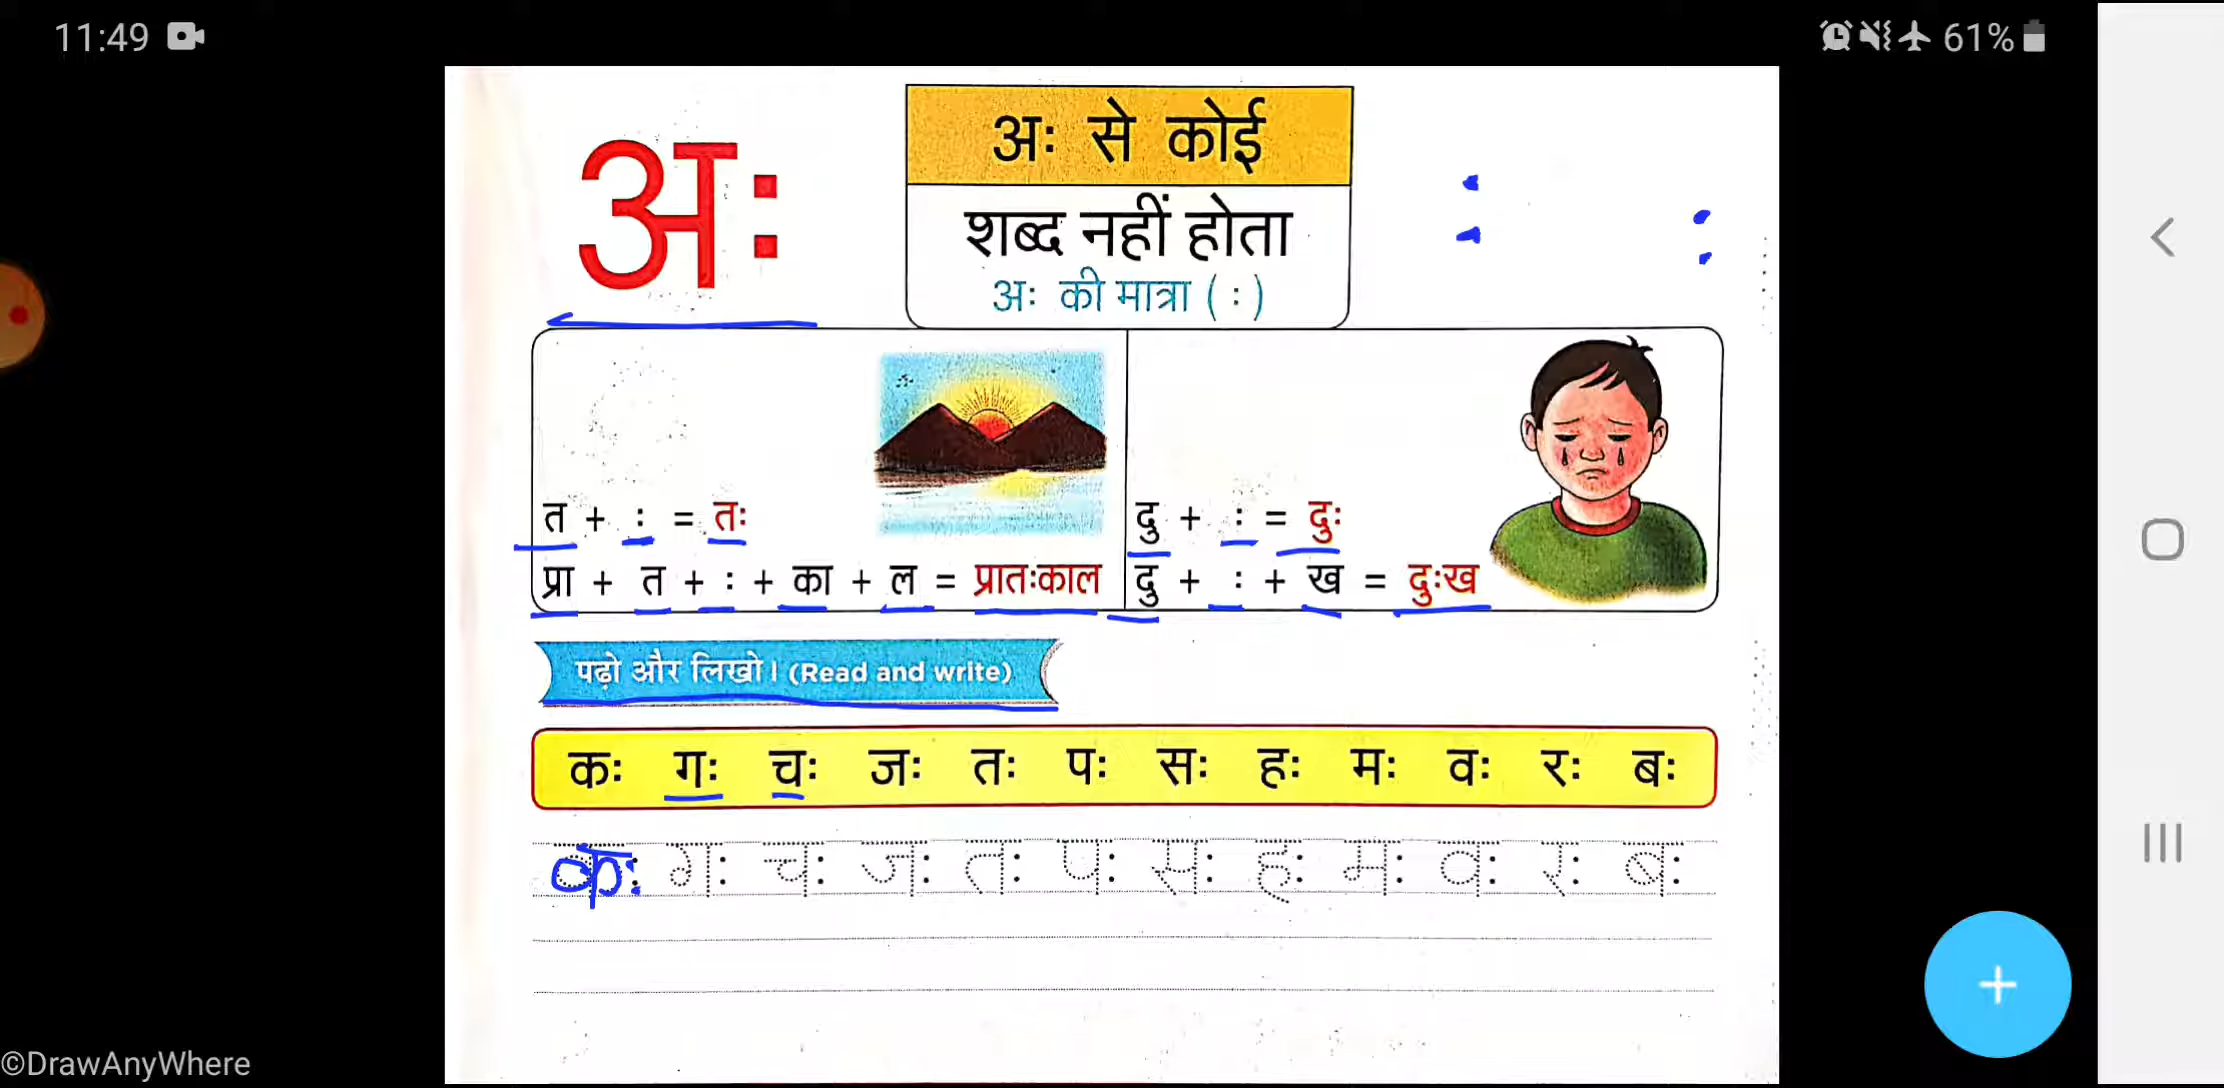 11:49
61%
अः
अः से कोई
शब्द नहीं होता
अः की मात्रा ( : )
त + : = तः
प्रा + त + : + का + ल = प्रातःकाल
दु + : = दुः
दु + : + ख = दुःख
पढ़ो और लिखो। (Read and write)
कः गः चः जः तः पः सः हः मः वः रः बः
कः गः चः जः तः पः सः हः मः वः रः बः
©DrawAnyWhere